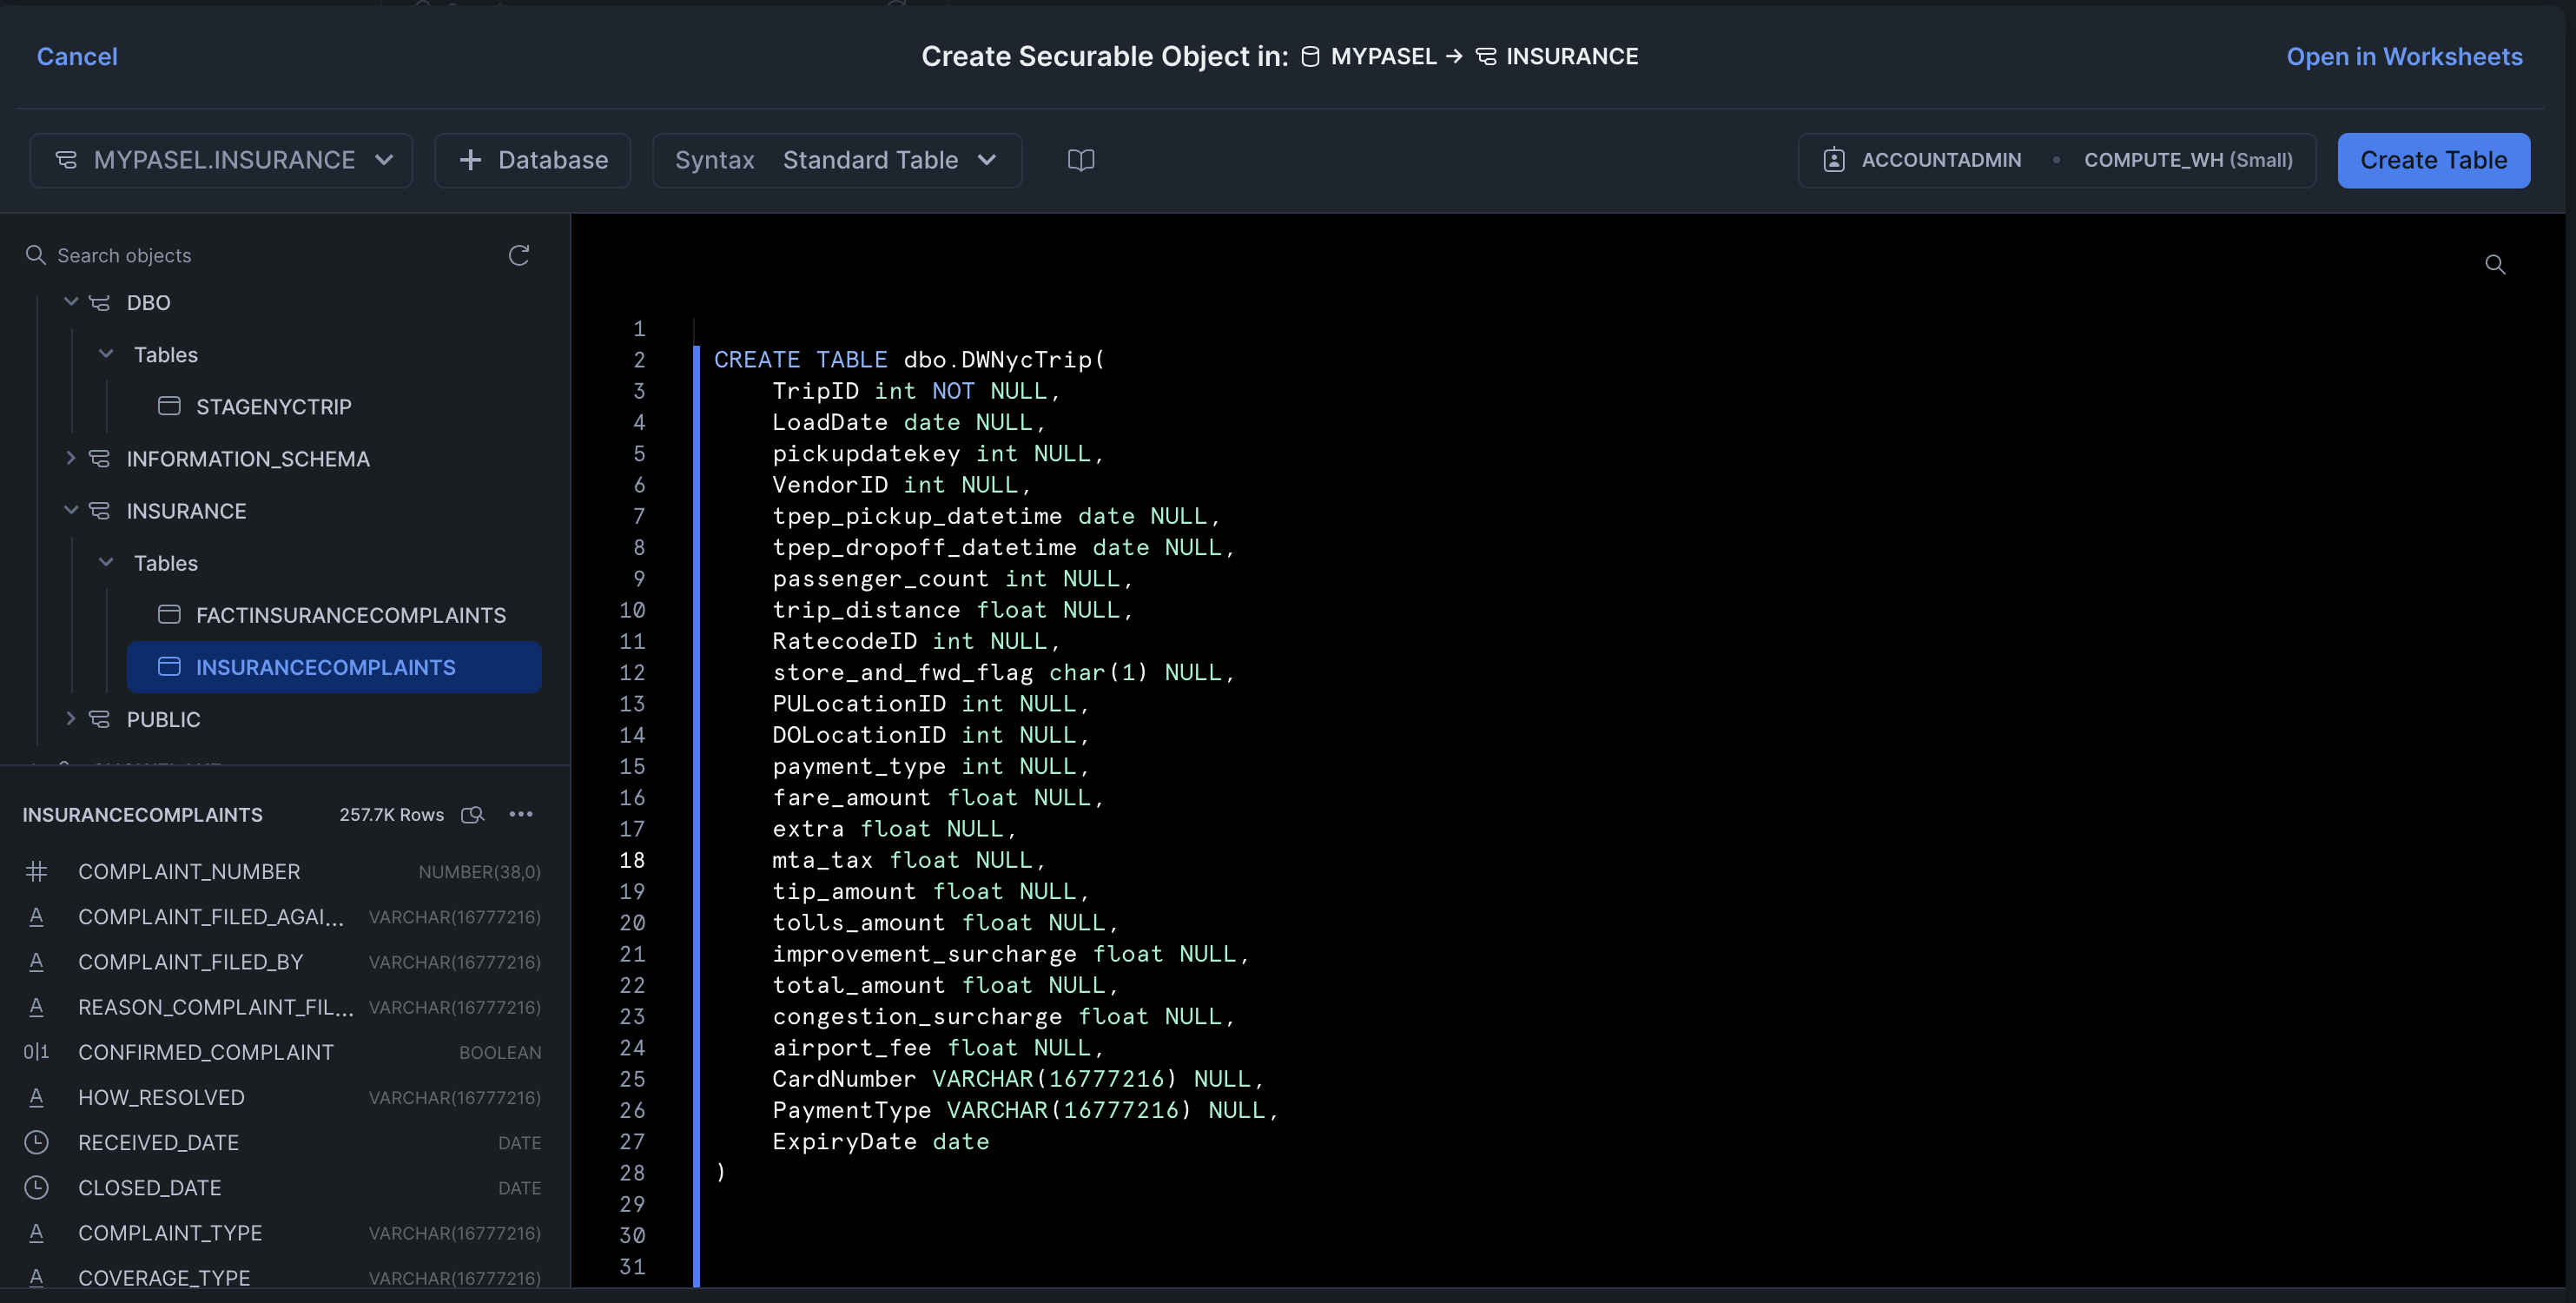 Cancel
Create Securable Object in: MYPASEL → INSURANCE
Open in Worksheets
MYPASEL.INSURANCE
+ Database
Syntax Standard Table
ACCOUNTADMIN • COMPUTE_WH (Small)
Create Table
Search objects
DBO
Tables
STAGENYCTRIP
INFORMATION_SCHEMA
INSURANCE
Tables
FACTINSURANCECOMPLAINTS
INSURANCECOMPLAINTS
PUBLIC
INSURANCECOMPLAINTS 257.7K Rows
COMPLAINT_NUMBER NUMBER(38,0)
COMPLAINT_FILED_AGAI... VARCHAR(16777216)
COMPLAINT_FILED_BY VARCHAR(16777216)
REASON_COMPLAINT_FIL... VARCHAR(16777216)
0|1 CONFIRMED_COMPLAINT BOOLEAN
HOW_RESOLVED VARCHAR(16777216)
RECEIVED_DATE DATE
CLOSED_DATE DATE
COMPLAINT_TYPE VARCHAR(16777216)
COVERAGE_TYPE VARCHAR(16777216)
1
2 CREATE TABLE dbo.DWNycTrip(
3 TripID int NOT NULL,
4 LoadDate date NULL,
5 pickupdatekey int NULL,
6 VendorID int NULL,
7 tpep_pickup_datetime date NULL,
8 tpep_dropoff_datetime date NULL,
9 passenger_count int NULL,
10 trip_distance float NULL,
11 RatecodeID int NULL,
12 store_and_fwd_flag char(1) NULL,
13 PULocationID int NULL,
14 DOLocationID int NULL,
15 payment_type int NULL,
16 fare_amount float NULL,
17 extra float NULL,
18 mta_tax float NULL,
19 tip_amount float NULL,
20 tolls_amount float NULL,
21 improvement_surcharge float NULL,
22 total_amount float NULL,
23 congestion_surcharge float NULL,
24 airport_fee float NULL,
25 CardNumber VARCHAR(16777216) NULL,
26 PaymentType VARCHAR(16777216) NULL,
27 ExpiryDate date
28 )
29
30
31